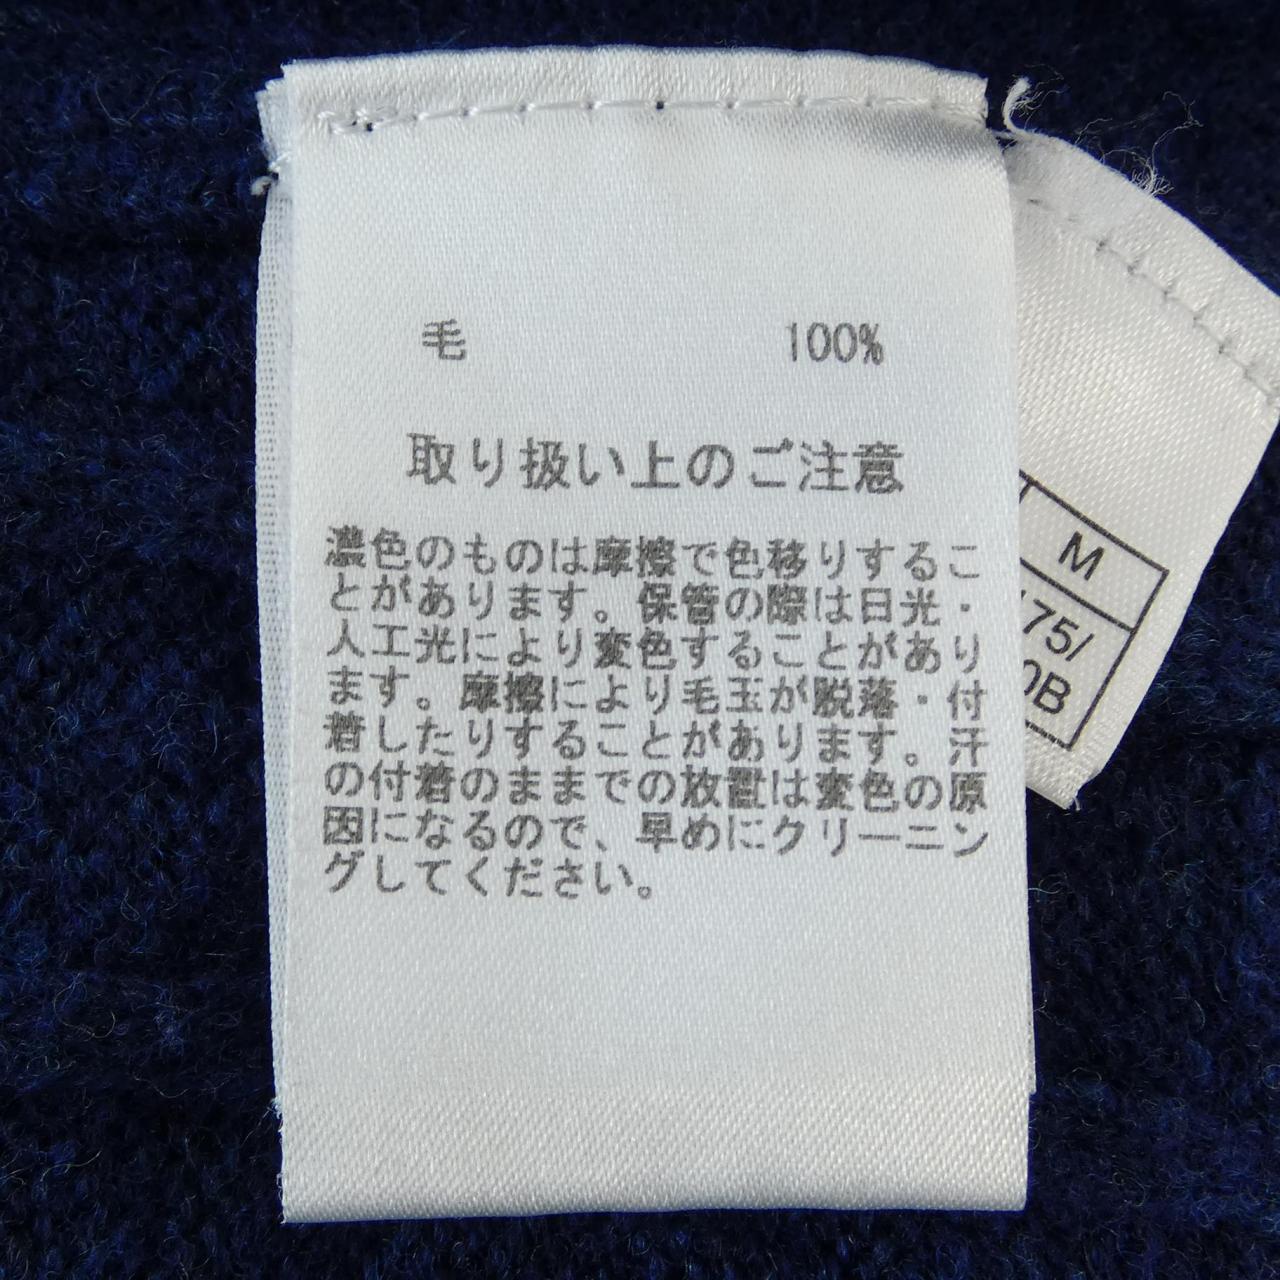 毛 100%
取り扱い上のご注意
濃色のものは摩擦で色移りするこ
とがあります。保管の際は日光・
人工光により変色することがあり
ます。摩擦により毛玉が脱落・付
着したりすることがあります。汗
の付着のままでの放置は変色の原
因になるので、早めにクリーニン
グしてください。
M
75/
0B